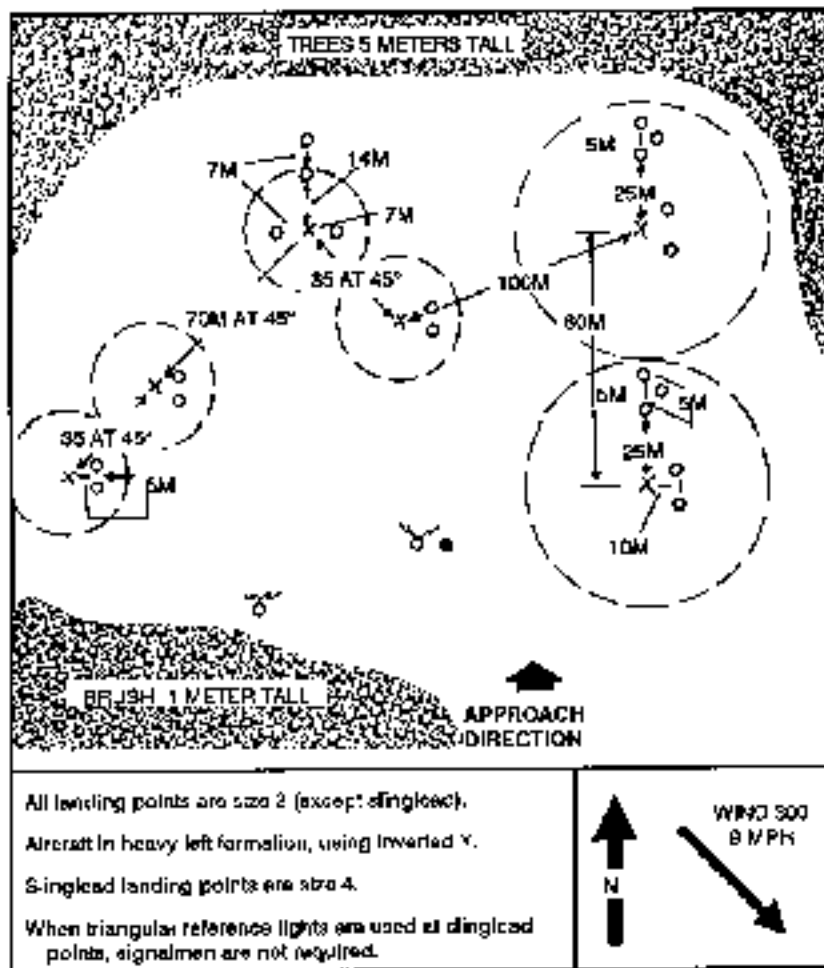 TREES 5 METERS TALL
5M
7M
14M
25M
7M
35 AT 45°
100M
70M AT 45°
60M
5M
5M
35 AT 45°
25M
5M
10M
BRUSH 1 METER TALL
APPROACH
DIRECTION
All landing points are size 2 (except slingload).
Aircraft in heavy left formation, using inverted Y.
S-ingload landing points are size 4.
When triangular reference lights are used at slingload
points, signalmen are not required.
N
WIND 300
MPH